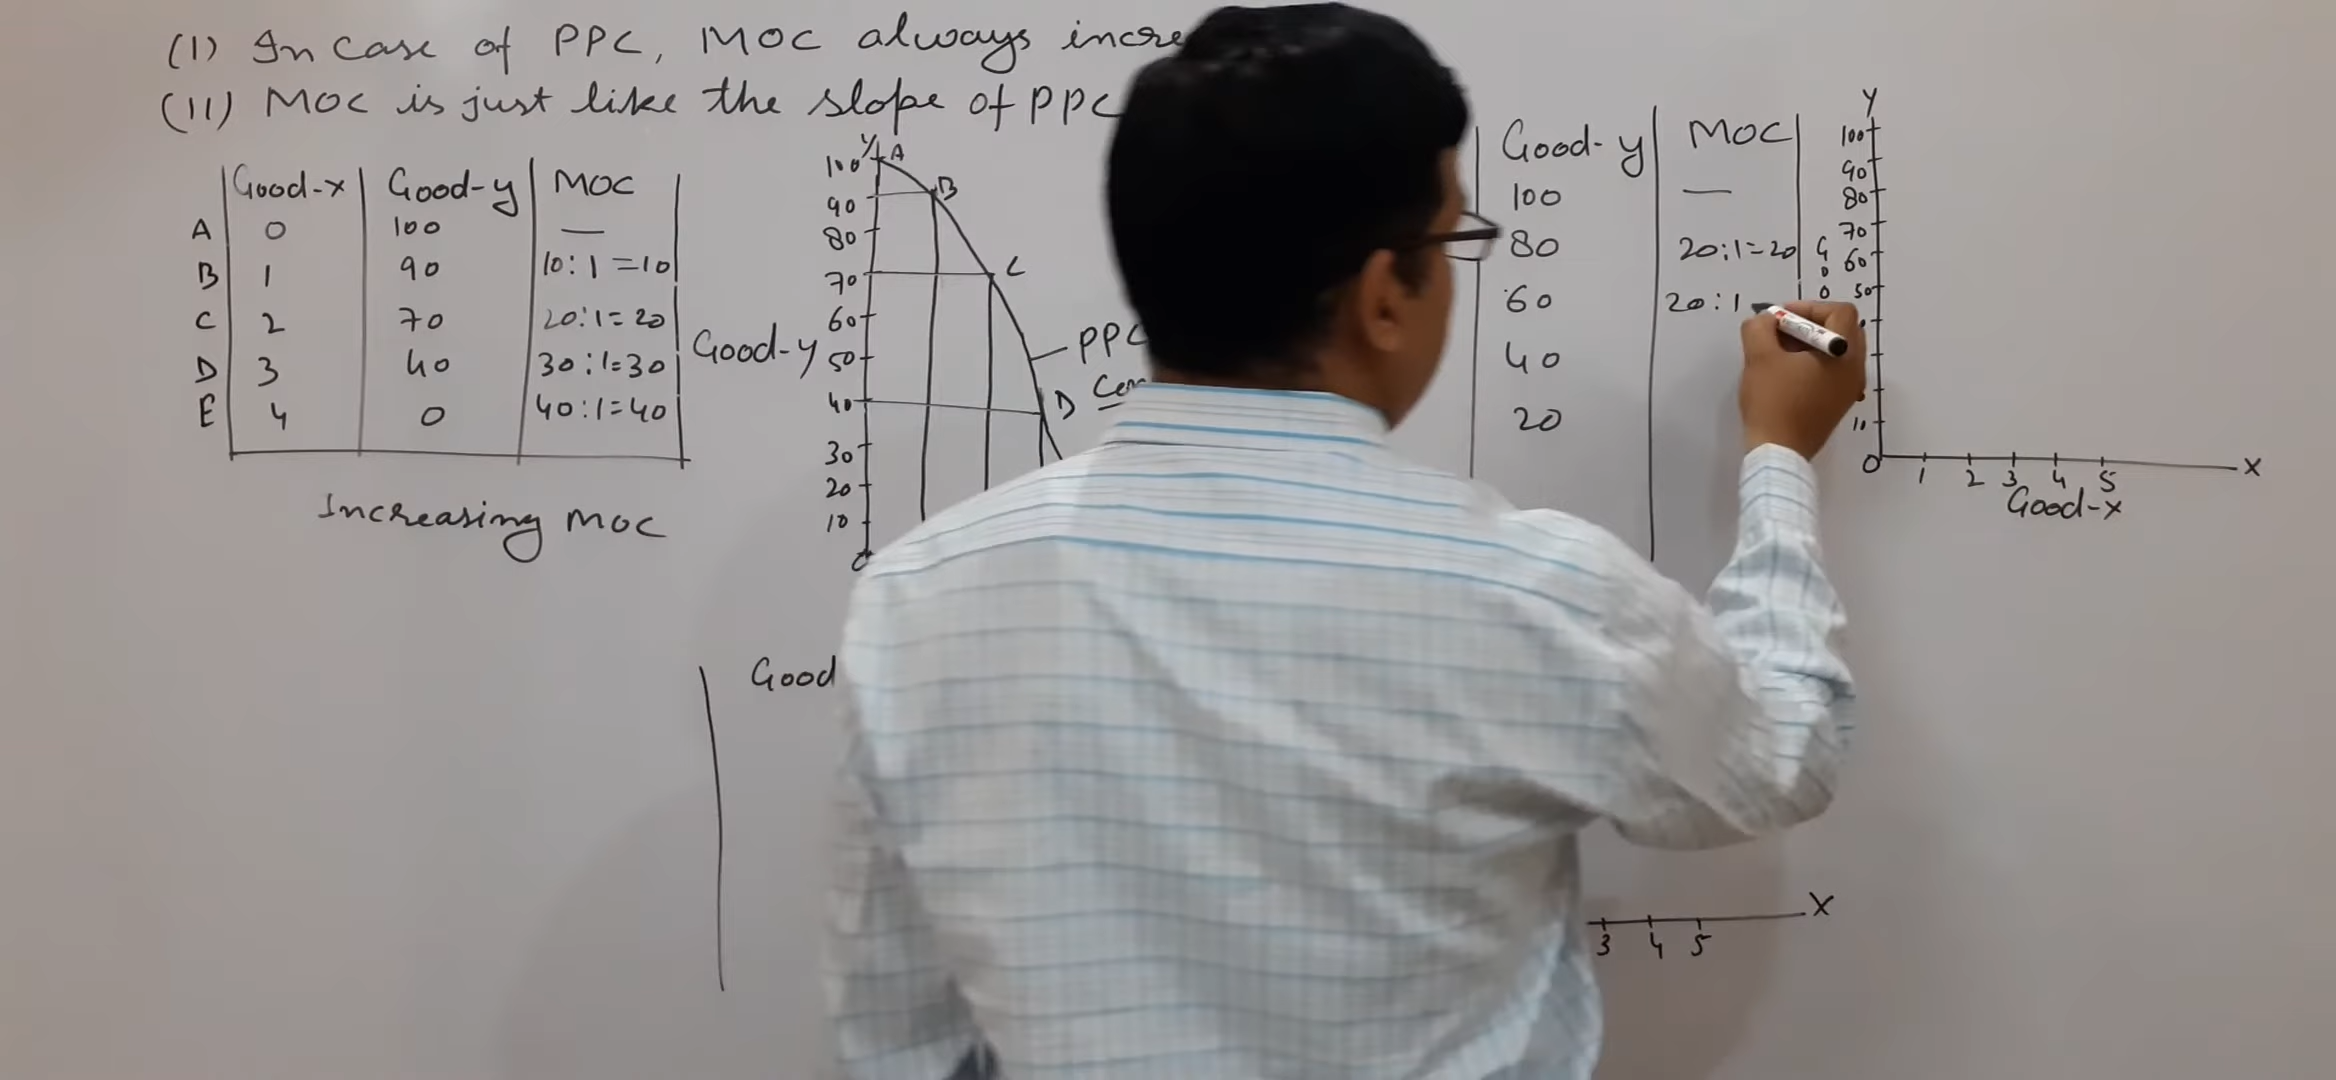 (I) In case of PPC, MOC always
(II) MOC is just like the slope of PPC
Good-x Good-y MOC
A 0 100 —
B 1 90 10:1=10
C 2 70 20:1=20
D 3 40 30:1=30
E 4 0 40:1=40
Increasing MOC
Y
100 A
90 B
80
70 C
60
Good-y 50 PPC
40 D
30
20
10
Good-y MOC
100 —
80 20:1=20
60 20:1
40
20
Y
100
90
80
70
60
50
10
O 1 2 3 4 5 X
Good-x
Good
3 4 5 X